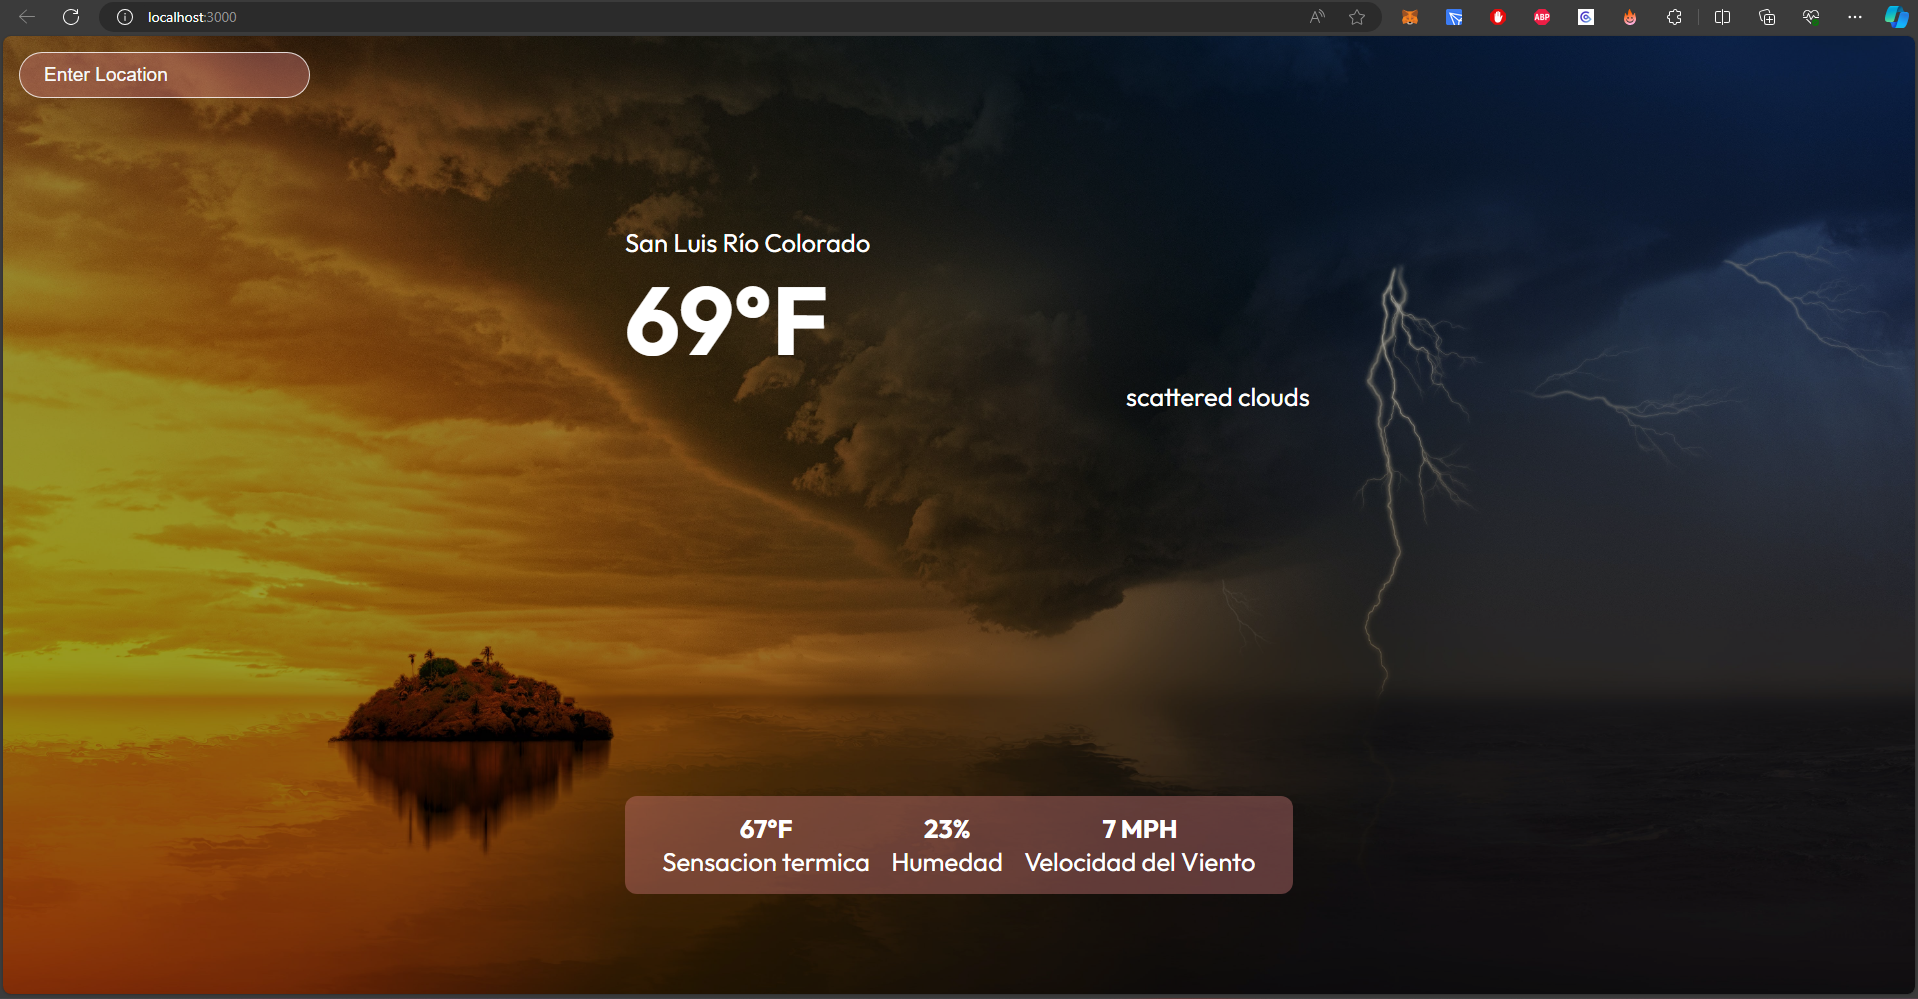 localhost:3000
ABP
Enter Location
San Luis Río Colorado
69°F
scattered clouds
67°F 23% 7 MPH
Sensacion termica Humedad Velocidad del Viento